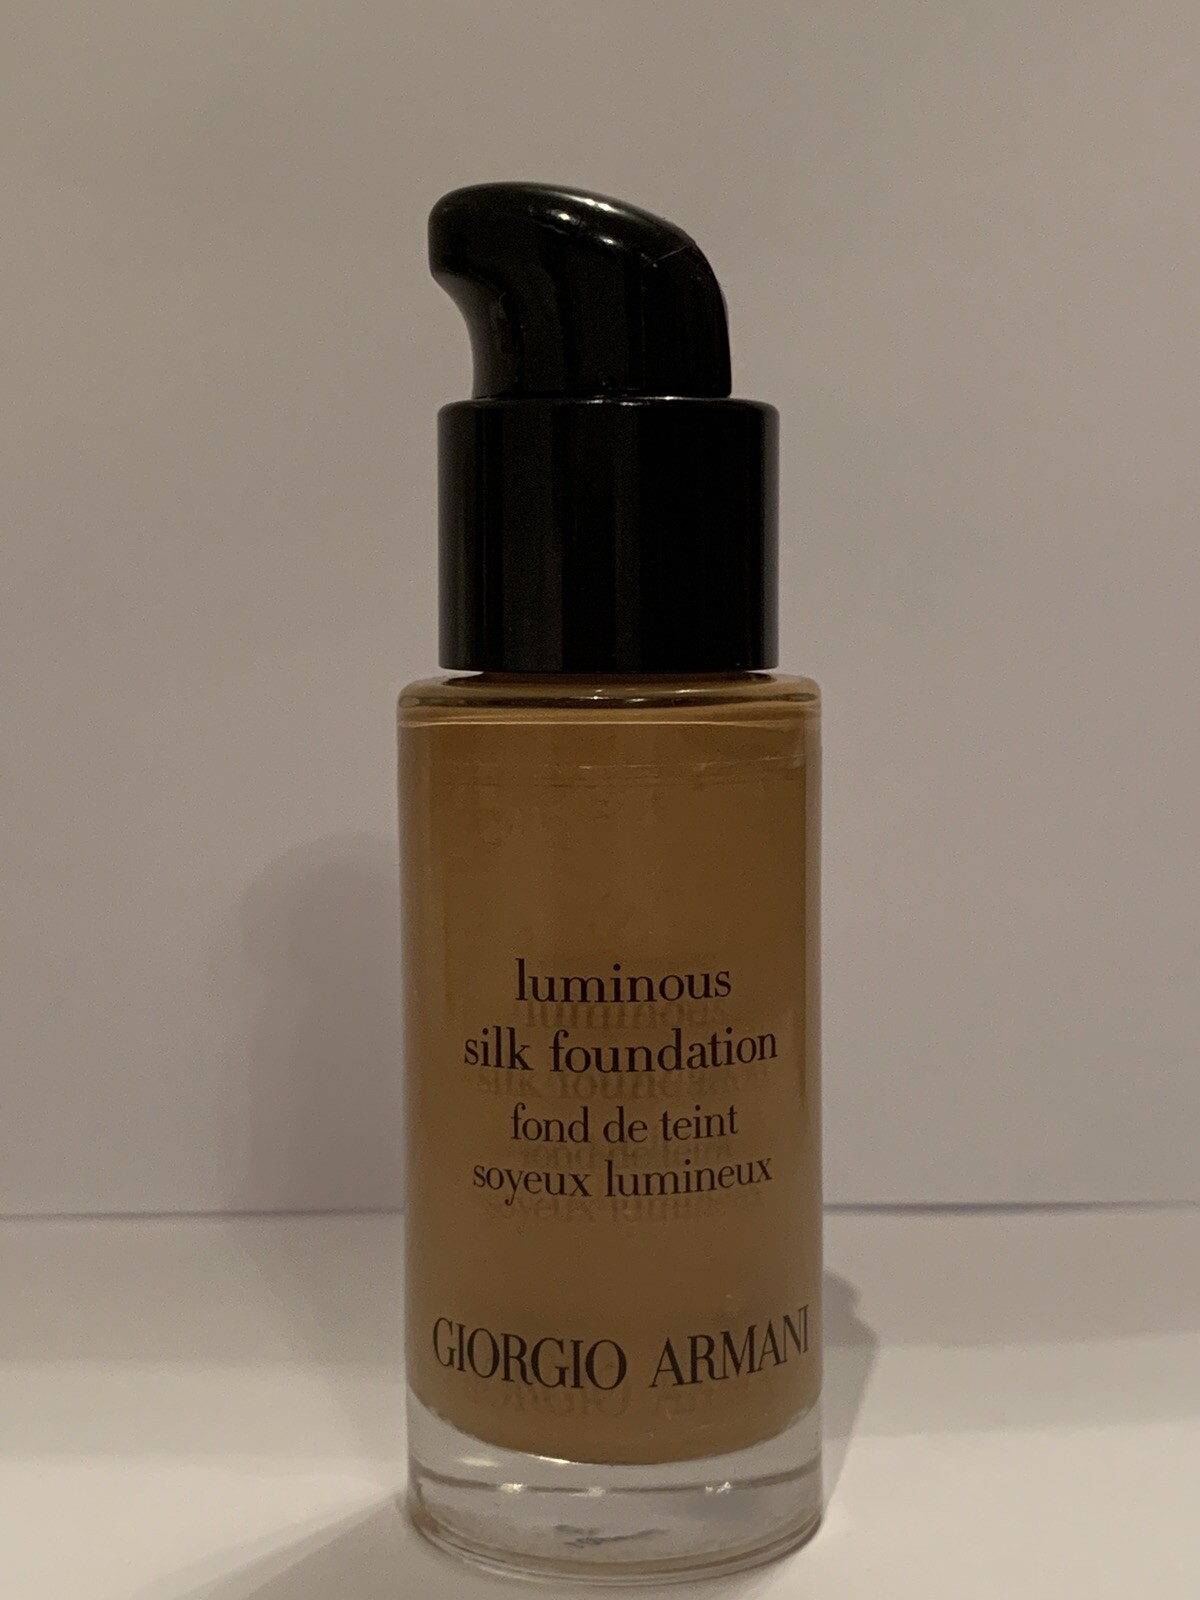 luminous
silk foundation
fond de teint
soyeux lumineux
GIORGIO ARMANI